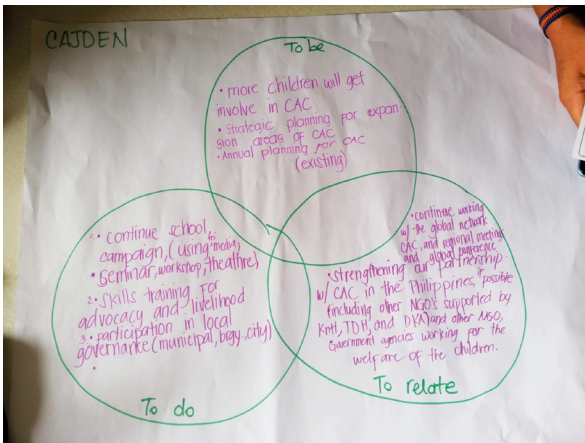 CAJDEN
To be
• more children will get
involve in CAC
• Strategic planning for expan-
sion areas of CAC
• Annual planning for CAC
(existing)
1. • continue school
campaign, (using tri media)
• Seminar, workshop, theathre)
2. • Skills training for
advocacy and livelihood
3. • participation in local
governance (municipal, brgy. city)
•
To do
• continue working
w/ the global network
CAC, and regional meeting
and global conference
• strengthening our partnership
w/ CAC in the Philippines, if possible
(including other NGO's supported by
KNH, TDH, and DKA) and other NGO,
Government agencies working for the
welfare of the children.
To relate